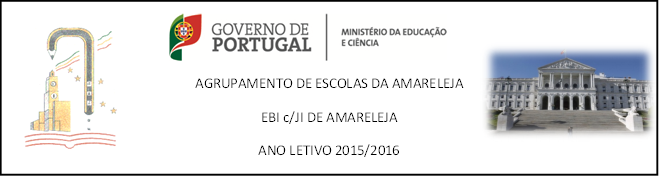 GOVERNO DE
PORTUGAL
MINISTÉRIO DA EDUCAÇÃO
E CIÊNCIA
AGRUPAMENTO DE ESCOLAS DA AMARELEJA
EBI c/JI DE AMARELEJA
ANO LETIVO 2015/2016